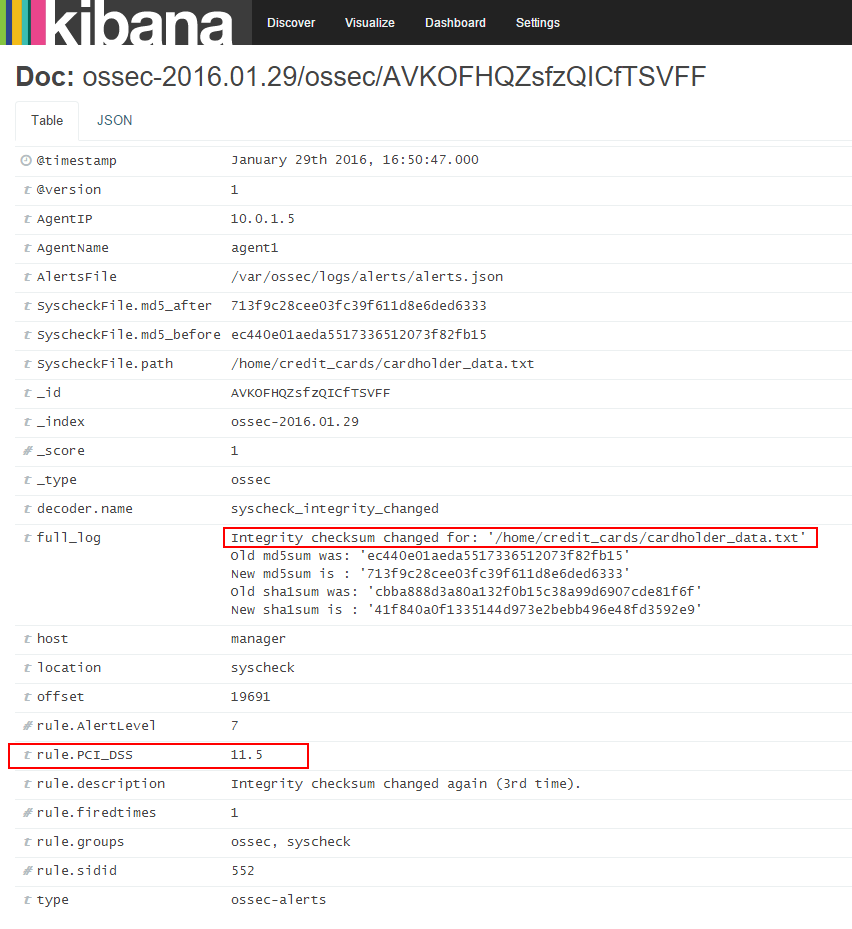 kibana Discover Visualize Dashboard Settings
Doc: ossec-2016.01.29/ossec/AVKOFHQZsfzQICfTSVFF
Table JSON
@timestamp January 29th 2016, 16:50:47.000
t @version 1
t AgentIP 10.0.1.5
t AgentName agent1
t AlertsFile /var/ossec/logs/alerts/alerts.json
t SyscheckFile.md5_after 713f9c28cee03fc39f611d8e6ded6333
t SyscheckFile.md5_before ec440e01aeda5517336512073f82fb15
t SyscheckFile.path /home/credit_cards/cardholder_data.txt
t _id AVKOFHQZsfzQICfTSVFF
t _index ossec-2016.01.29
# _score 1
t _type ossec
t decoder.name syscheck_integrity_changed
t full_log Integrity checksum changed for: '/home/credit_cards/cardholder_data.txt'
Old md5sum was: 'ec440e01aeda5517336512073f82fb15'
New md5sum is : '713f9c28cee03fc39f611d8e6ded6333'
Old sha1sum was: 'cbba888d3a80a132f0b15c38a99d6907cde81f6f'
New sha1sum is : '41f840a0f1335144d973e2bebb496e48fd3592e9'
t host manager
t location syscheck
t offset 19691
# rule.AlertLevel 7
t rule.PCI_DSS 11.5
t rule.description Integrity checksum changed again (3rd time).
# rule.firedtimes 1
t rule.groups ossec, syscheck
# rule.sidid 552
t type ossec-alerts